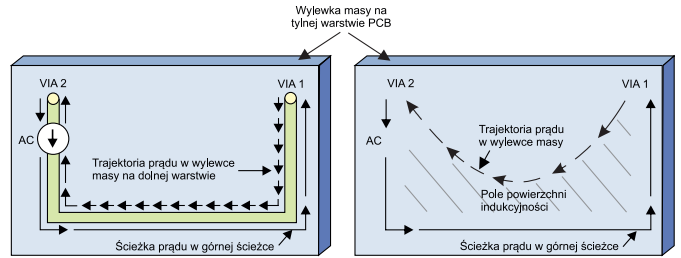 Wylewka masy na
tylnej warstwie PCB
VIA 2
VIA 1
AC
Trajektoria prądu w wylewce
masy na dolnej warstwie
Ścieżka prądu w górnej ścieżce
VIA 2
VIA 1
AC
Trajektoria prądu
w wylewce masy
Pole powierzchni
indukcyjności
Ścieżka prądu w górnej ścieżce